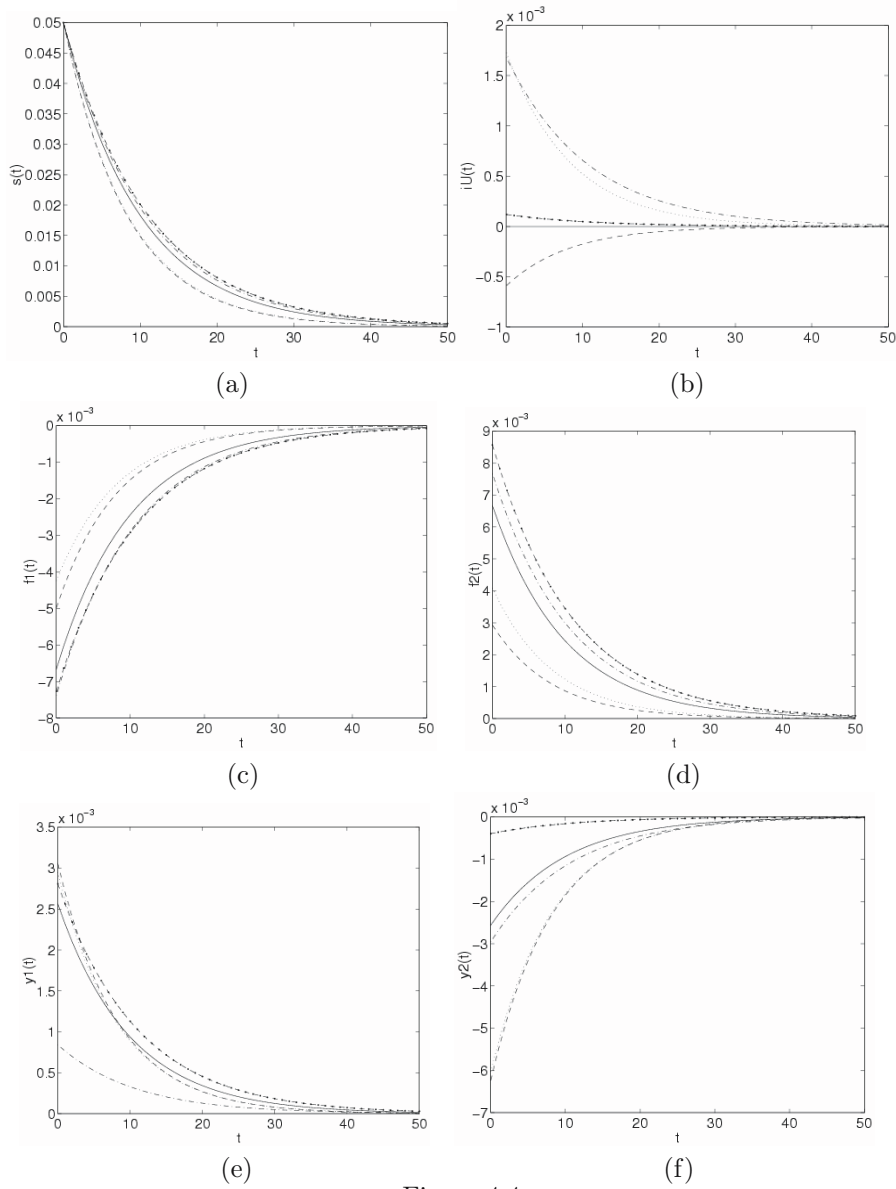 0.05
0.045
0.04
0.035
0.03
0.025
0.02
0.015
0.01
0.005
0
s(t)
0 10 20 30 40 50
t
(a)
x 10⁻³
2
1.5
1
0.5
0
−0.5
−1
iU(t)
0 10 20 30 40 50
t
(b)
x 10⁻³
0
−1
−2
−3
−4
−5
−6
−7
−8
f1(t)
0 10 20 30 40 50
t
(c)
x 10⁻³
9
8
7
6
5
4
3
2
1
0
f2(t)
0 10 20 30 40 50
t
(d)
x 10⁻³
3.5
3
2.5
2
1.5
1
0.5
0
y1(t)
0 10 20 30 40 50
t
(e)
x 10⁻³
0
−1
−2
−3
−4
−5
−6
−7
y2(t)
0 10 20 30 40 50
t
(f)